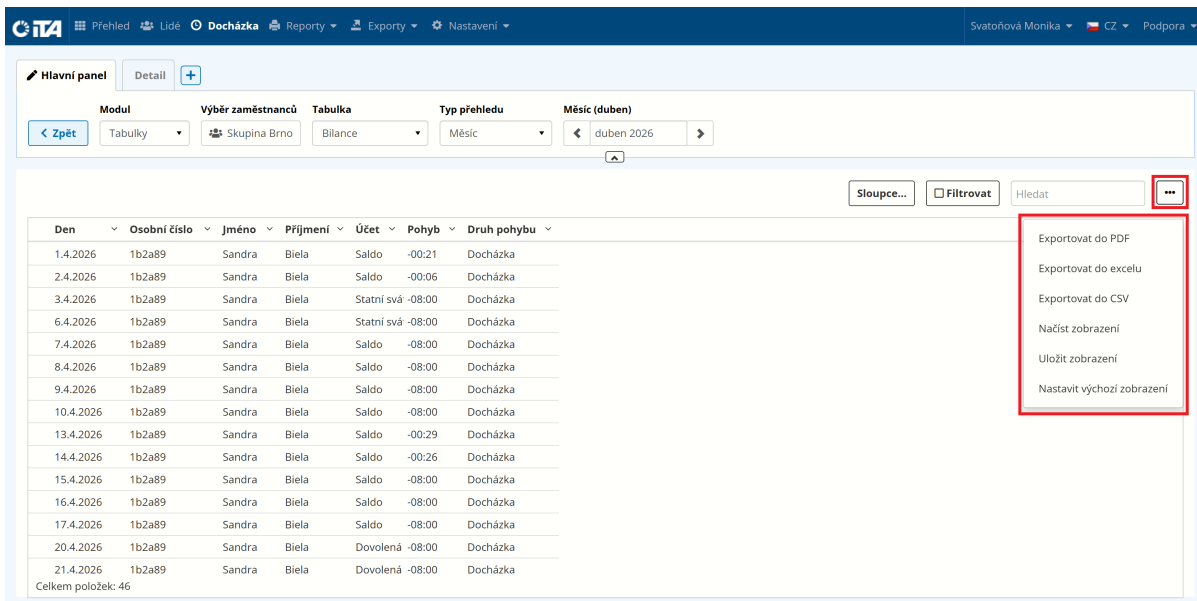 iTA Přehled Lidé Docházka Reporty Exporty Nastavení Svatoňová Monika CZ Podpora
Hlavní panel Detail +
Modul Výběr zaměstnanců Tabulka Typ přehledu Měsíc (duben)
Zpět Tabulky Skupina Brno Bilance Měsíc duben 2026
Sloupce... Filtrovat Hledat ...
Den Osobní číslo Jméno Příjmení Účet Pohyb Druh pohybu
1.4.2026 1b2a89 Sandra Biela Saldo -00:21 Docházka
2.4.2026 1b2a89 Sandra Biela Saldo -00:06 Docházka
3.4.2026 1b2a89 Sandra Biela Statní svá -08:00 Docházka
6.4.2026 1b2a89 Sandra Biela Statní svá -08:00 Docházka
7.4.2026 1b2a89 Sandra Biela Saldo -08:00 Docházka
8.4.2026 1b2a89 Sandra Biela Saldo -08:00 Docházka
9.4.2026 1b2a89 Sandra Biela Saldo -08:00 Docházka
10.4.2026 1b2a89 Sandra Biela Saldo -08:00 Docházka
13.4.2026 1b2a89 Sandra Biela Saldo -00:29 Docházka
14.4.2026 1b2a89 Sandra Biela Saldo -00:26 Docházka
15.4.2026 1b2a89 Sandra Biela Saldo -08:00 Docházka
16.4.2026 1b2a89 Sandra Biela Saldo -08:00 Docházka
17.4.2026 1b2a89 Sandra Biela Saldo -08:00 Docházka
20.4.2026 1b2a89 Sandra Biela Dovolená -08:00 Docházka
21.4.2026 1b2a89 Sandra Biela Dovolená -08:00 Docházka
Celkem položek: 46
Exportovat do PDF
Exportovat do excelu
Exportovat do CSV
Načíst zobrazení
Uložit zobrazení
Nastavit výchozí zobrazení